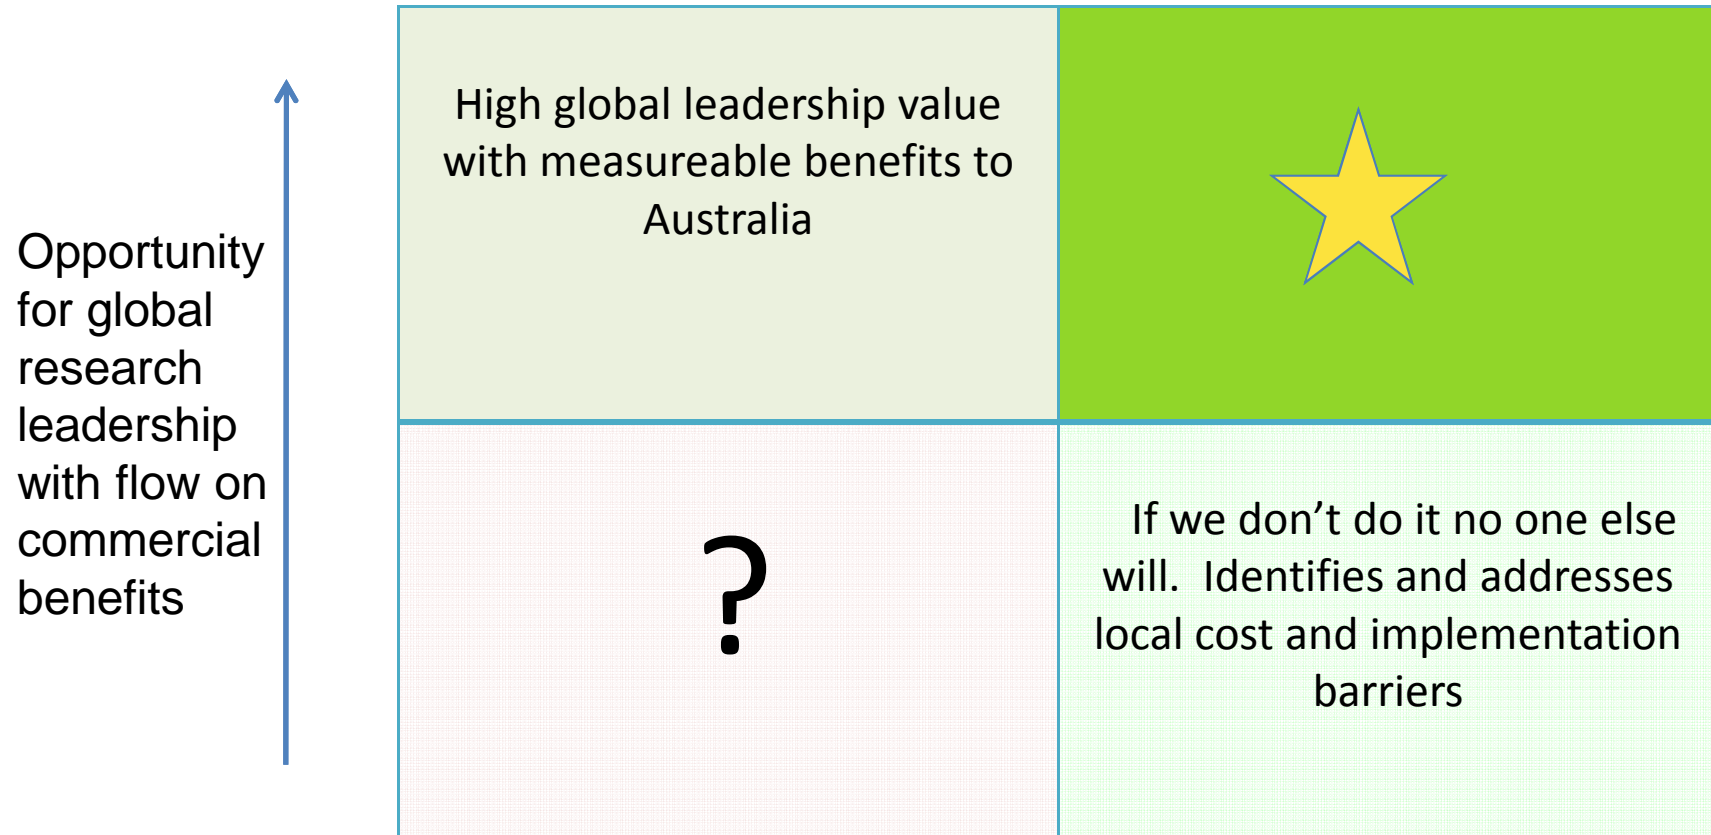 Opportunity
for global
research
leadership
with flow on
commercial
benefits
High global leadership value
with measureable benefits to
Australia
?
If we don’t do it no one else
will.  Identifies and addresses
local cost and implementation
barriers